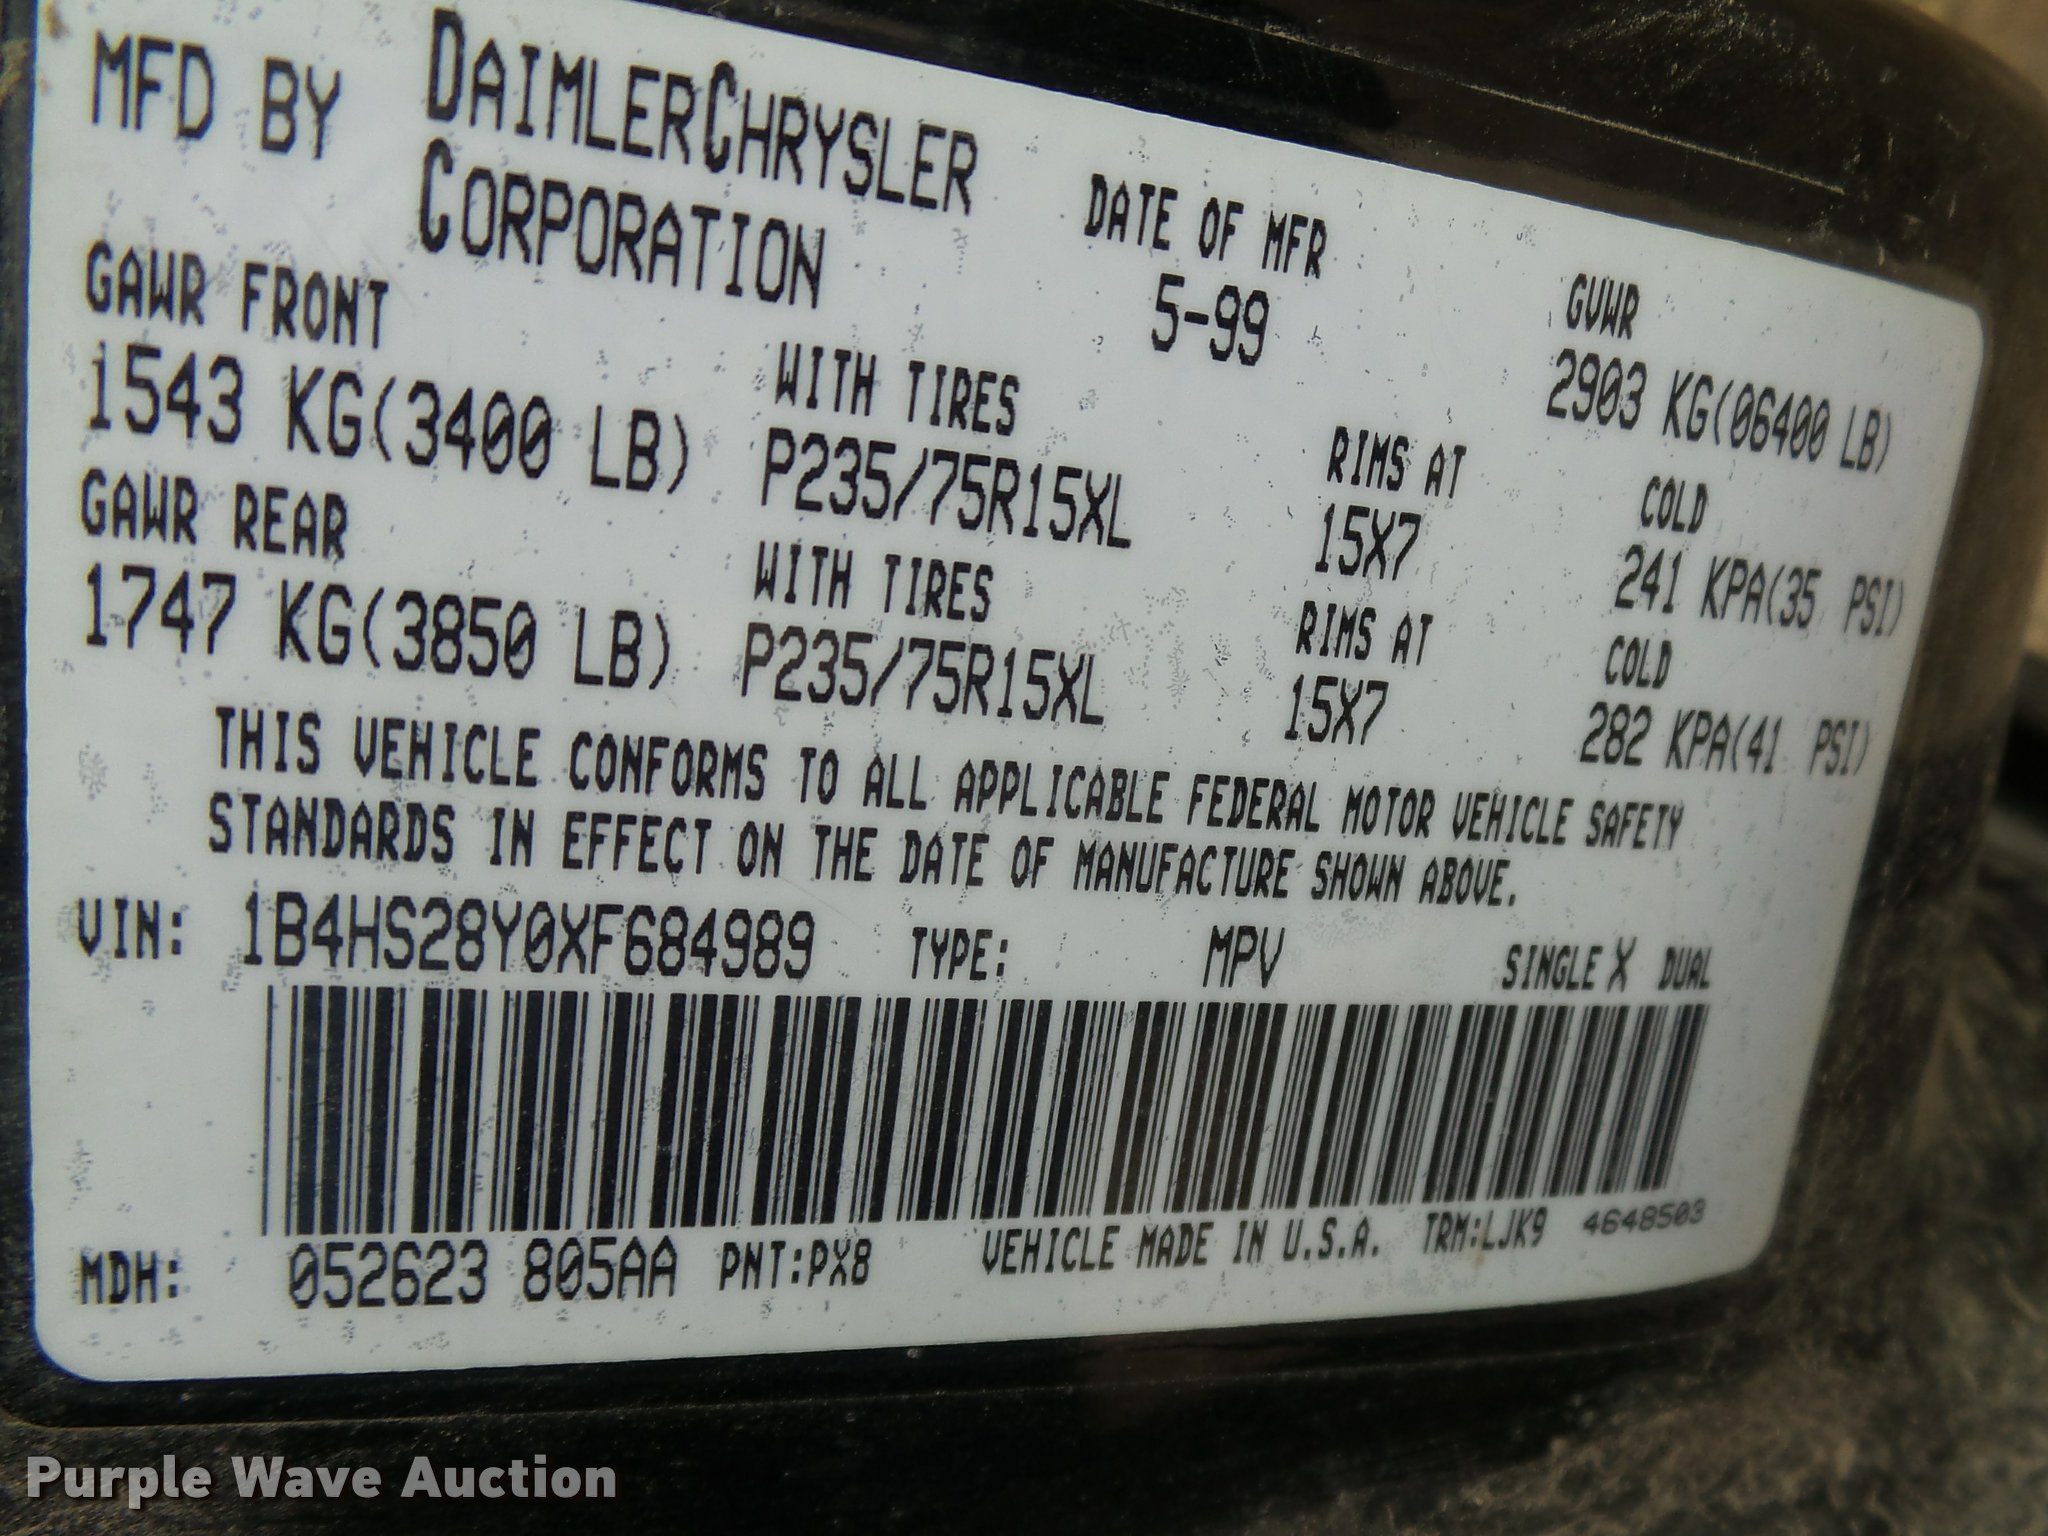 MFD BY DAIMLERCHRYSLER CORPORATION
DATE OF MFR
5-99
GVWR
2903 KG(06400 LB)
GAWR FRONT
1543 KG(3400 LB)
WITH TIRES
P235/75R15XL
RIMS AT
15X7
COLD
241 KPA(35 PSI)
GAWR REAR
1747 KG(3850 LB)
WITH TIRES
P235/75R15XL
RIMS AT
15X7
COLD
282 KPA(41 PSI)
THIS VEHICLE CONFORMS TO ALL APPLICABLE FEDERAL MOTOR VEHICLE SAFETY
STANDARDS IN EFFECT ON THE DATE OF MANUFACTURE SHOWN ABOVE.
VIN: 1B4HS28Y0XF684989 TYPE: MPV SINGLE X DUAL
MDH: 052623 805AA PNT:PX8 VEHICLE MADE IN U.S.A. TRM:LJK9 4648503
Purple Wave Auction